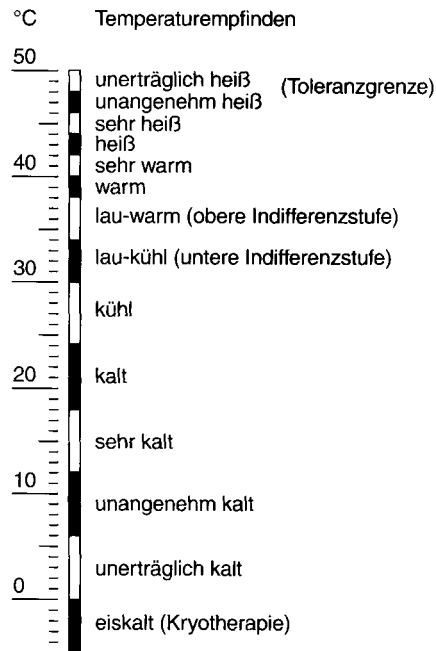 °C Temperaturempfinden
50
unerträglich heiß (Toleranzgrenze)
unangenehm heiß
sehr heiß
heiß
40 sehr warm
warm
lau-warm (obere Indifferenzstufe)
lau-kühl (untere Indifferenzstufe)
30
kühl
20 kalt
sehr kalt
10
unangenehm kalt
unerträglich kalt
0
eiskalt (Kryotherapie)